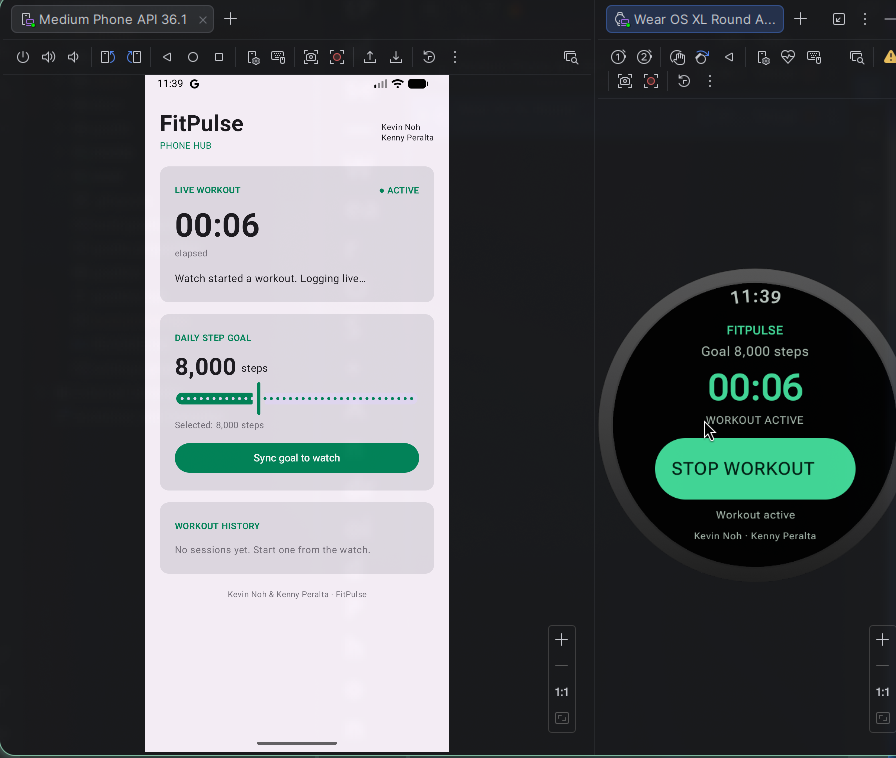 Medium Phone API 36.1
Wear OS XL Round A...
11:39 G
FitPulse
PHONE HUB
Kevin Noh
Kenny Peralta
LIVE WORKOUT
• ACTIVE
00:06
elapsed
Watch started a workout. Logging live…
DAILY STEP GOAL
8,000 steps
Selected: 8,000 steps
Sync goal to watch
WORKOUT HISTORY
No sessions yet. Start one from the watch.
Kevin Noh & Kenny Peralta · FitPulse
1:1
1 2
11:39
FITPULSE
Goal 8,000 steps
00:06
WORKOUT ACTIVE
STOP WORKOUT
Workout active
Kevin Noh · Kenny Peralta
1:1